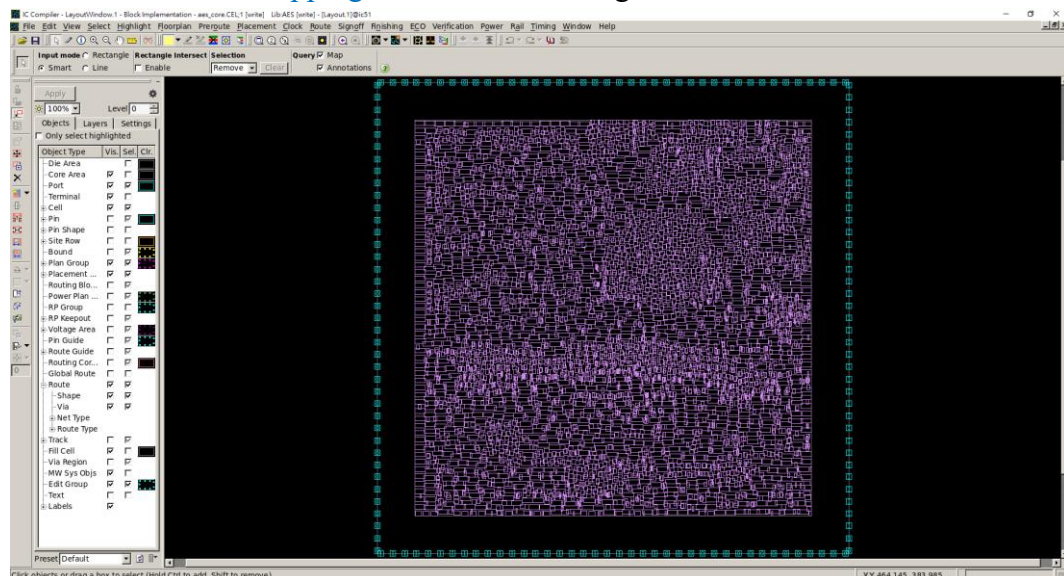 IC Compiler - LayoutWindow.1 - Block Implementation - aes_core.CEL;1 [write]   Lib:AES [write] - [Layout.1]@ic51
File Edit View Select Highlight Floorplan Preroute Placement Clock Route Signoff Finishing ECO Verification Power Rail Timing Window Help
Input mode Rectangle Rectangle Intersect Selection Query Map
Smart Line Enable Remove Clear Annotations
Apply
100% Level 0
Objects Layers Settings
Only select highlighted
Object Type Vis. Sel. Clr.
Die Area
Core Area
Port
Terminal
Cell
Pin
Pin Shape
Site Row
Bound
Plan Group
Placement ...
Routing Blo...
Power Plan ...
RP Group
RP Keepout
Voltage Area
Pin Guide
Route Guide
Routing Cor...
Global Route
Route
Shape
Via
Net Type
Route Type
Track
Fill Cell
Via Region
MW Sys Objs
Edit Group
Text
Labels
0
Preset Default
Click objects or drag a box to select (Hold Ctrl to add, Shift to remove) XY 464.145, 383.985